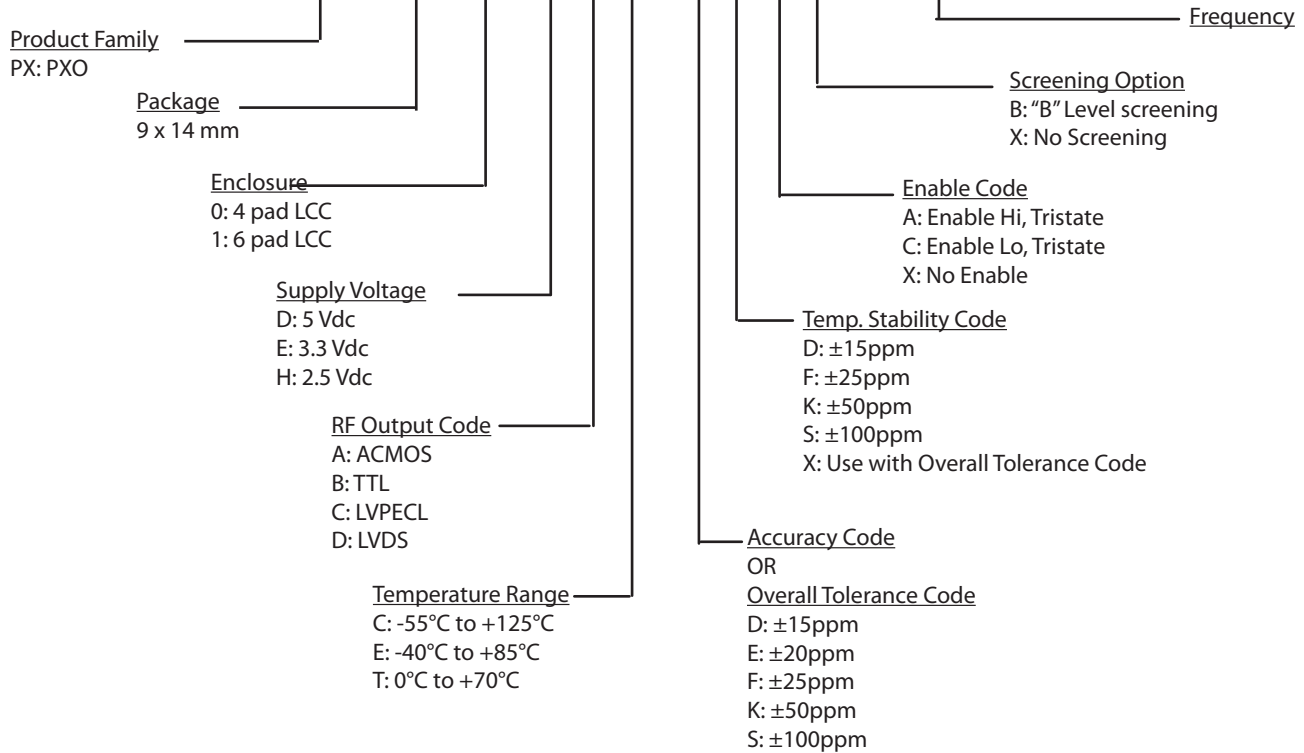 Frequency
Product Family
PX: PXO
Package
9 x 14 mm
Screening Option
B: “B” Level screening
X: No Screening
Enclosure
0: 4 pad LCC
1: 6 pad LCC
Enable Code
A: Enable Hi, Tristate
C: Enable Lo, Tristate
X: No Enable
Supply Voltage
D: 5 Vdc
E: 3.3 Vdc
H: 2.5 Vdc
Temp. Stability Code
D: ±15ppm
F: ±25ppm
K: ±50ppm
S: ±100ppm
X: Use with Overall Tolerance Code
RF Output Code
A: ACMOS
B: TTL
C: LVPECL
D: LVDS
Accuracy Code
OR
Overall Tolerance Code
D: ±15ppm
E: ±20ppm
F: ±25ppm
K: ±50ppm
S: ±100ppm
Temperature Range
C: -55°C to +125°C
E: -40°C to +85°C
T: 0°C to +70°C